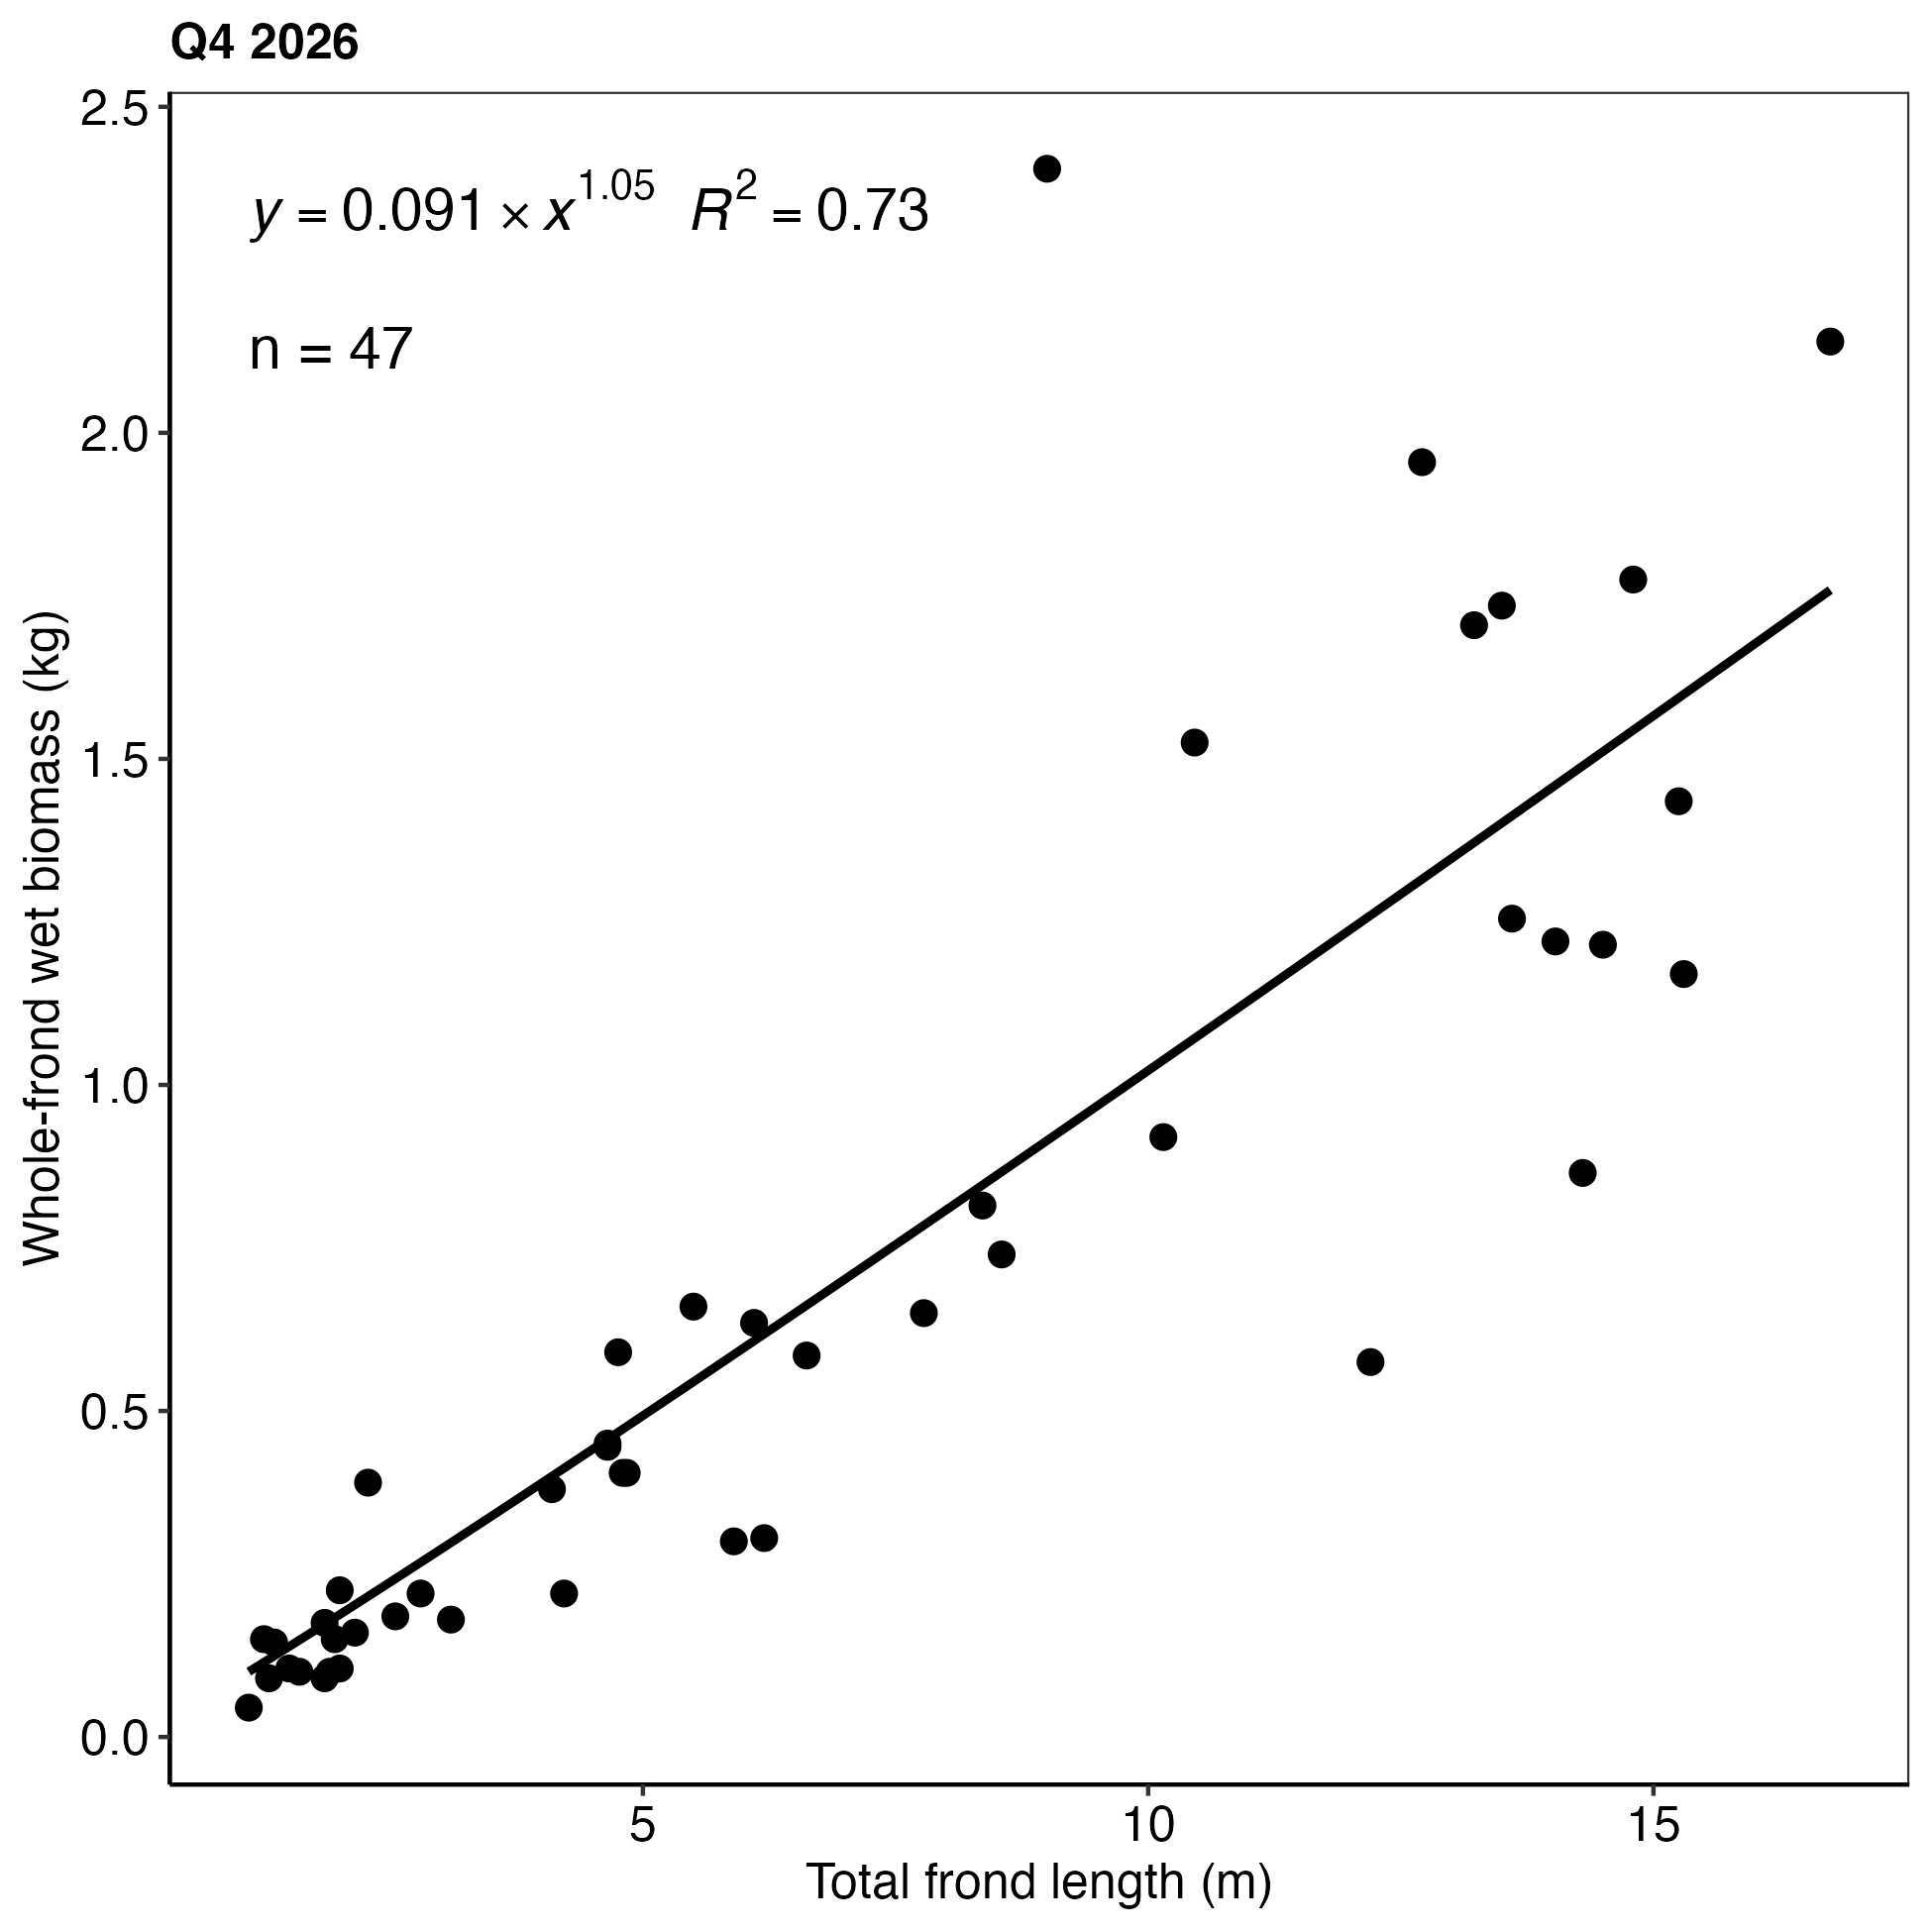 Q4 2026
2.5
y = 0.091 × x^1.05 R^2 = 0.73
n = 47
2.0
1.5
1.0
0.5
0.0
Whole-frond wet biomass (kg)
5 10 15
Total frond length (m)